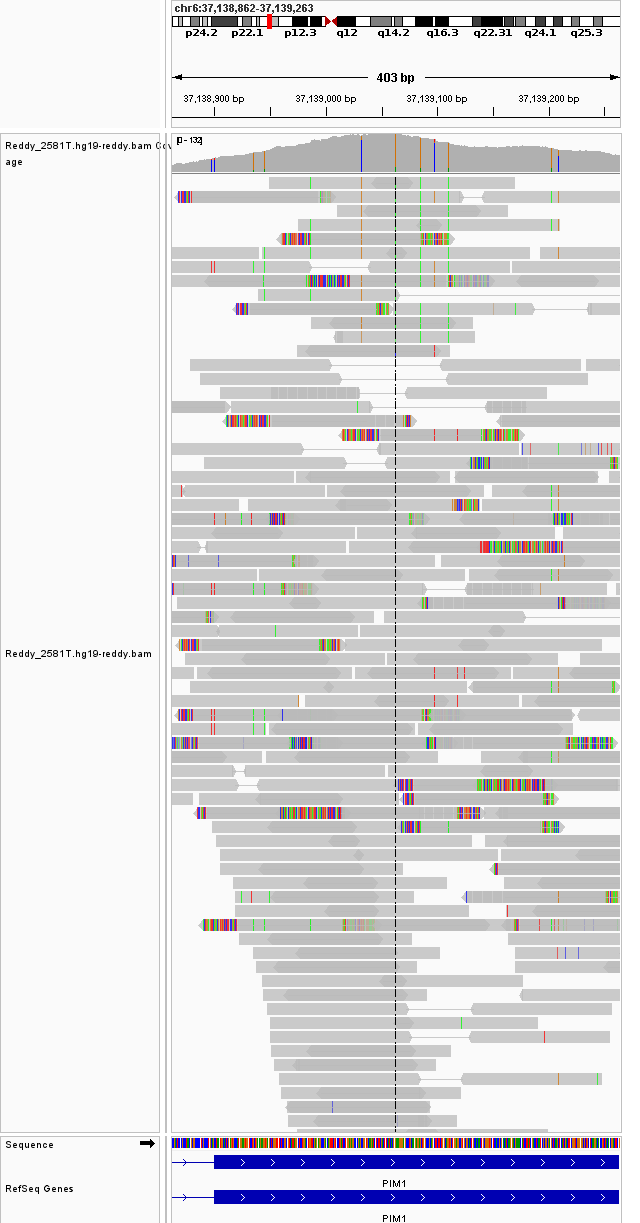 chr6:37,138,862-37,139,263
p24.2 p22.1 p12.3 q12 q14.2 q16.3 q22.31 q24.1 q25.3
403 bp
37,138,900 bp 37,139,000 bp 37,139,100 bp 37,139,200 bp
Reddy_2581T.hg19-reddy.bam Cov
age
[0 - 132]
Reddy_2581T.hg19-reddy.bam
Sequence
PIM1
RefSeq Genes
PIM1